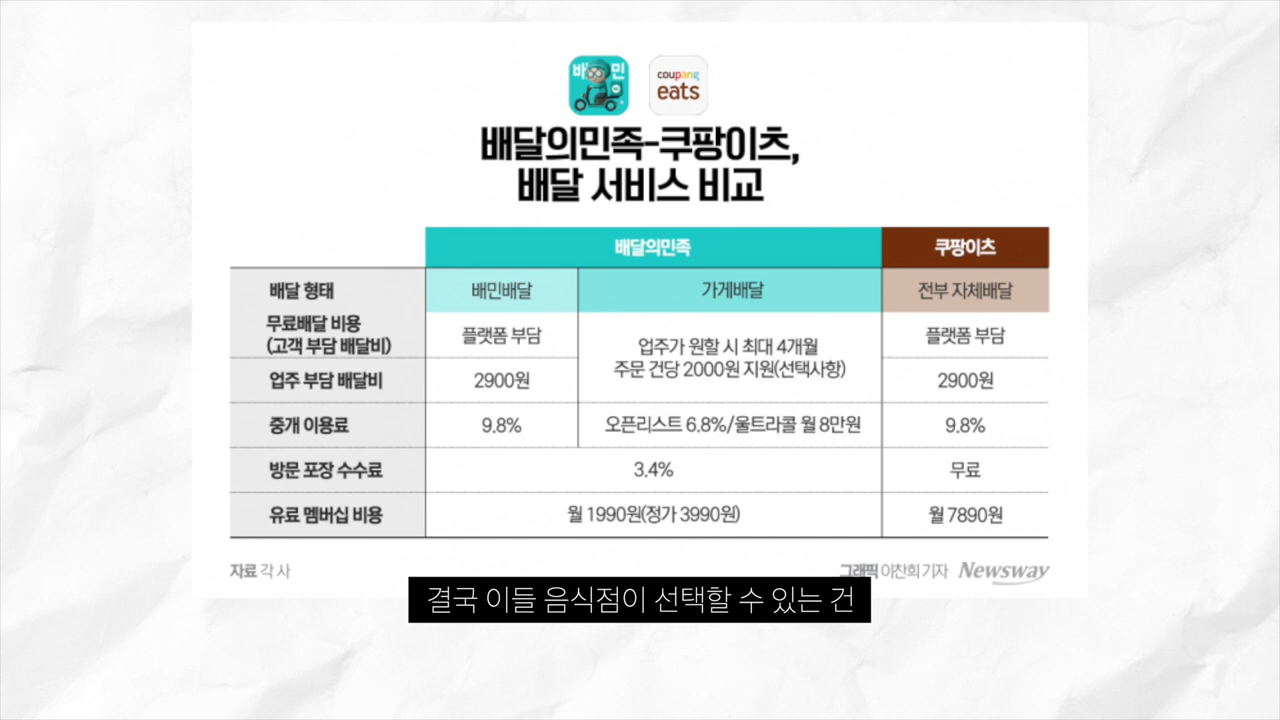 배민
coupang
eats
배달의민족-쿠팡이츠,
배달 서비스 비교
배달의민족 쿠팡이츠
배달 형태 배민배달 가게배달 전부 자체배달
무료배달 비용
(고객 부담 배달비) 플랫폼 부담 플랫폼 부담
업주가 원할 시 최대 4개월
주문 건당 2000원 지원(선택사항)
업주 부담 배달비 2900원 2900원
중개 이용료 9.8% 오픈리스트 6.8%/울트라콜 월 8만원 9.8%
방문 포장 수수료 3.4% 무료
유료 멤버십 비용 월 1990원(정가 3990원) 월 7890원
자료 각 사 그래픽 이찬희 기자 Newsway
결국 이들 음식점이 선택할 수 있는 건